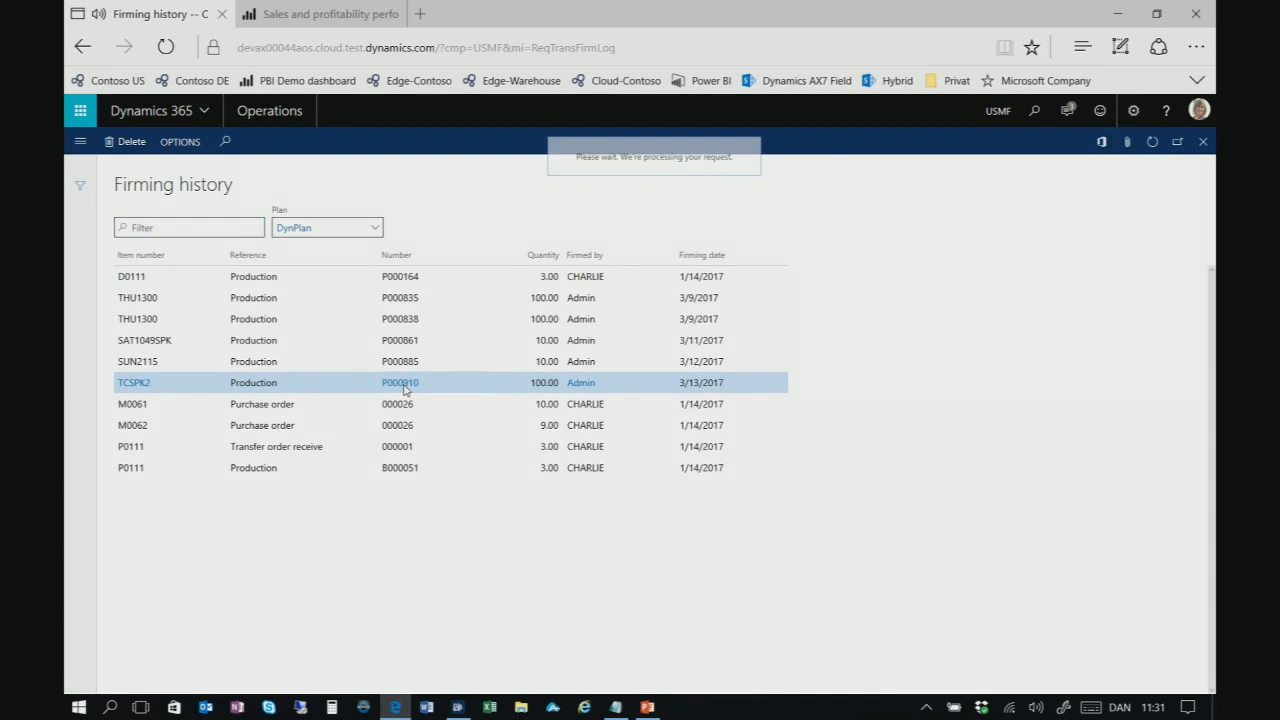 Firming history -- C
Sales and profitability perfo
devax00044aos.cloud.test.dynamics.com/?cmp=USMF&mi=ReqTransFirmLog
Contoso US Contoso DE PBI Demo dashboard Edge-Contoso Edge-Warehouse Cloud-Contoso Power BI Dynamics AX7 Field Hybrid Privat Microsoft Company
Dynamics 365 Operations USMF
Delete OPTIONS
Please wait. We're processing your request.
Firming history
Plan
Filter DynPlan
Item number Reference Number Quantity Firmed by Firming date
D0111 Production P000164 3.00 CHARLIE 1/14/2017
THU1300 Production P000835 100.00 Admin 3/9/2017
THU1300 Production P000838 100.00 Admin 3/9/2017
SAT1049SPK Production P000861 10.00 Admin 3/11/2017
SUN2115 Production P000885 10.00 Admin 3/12/2017
TCSPK2 Production P000910 100.00 Admin 3/13/2017
M0061 Purchase order 000026 10.00 CHARLIE 1/14/2017
M0062 Purchase order 000026 9.00 CHARLIE 1/14/2017
P0111 Transfer order receive 000001 3.00 CHARLIE 1/14/2017
P0111 Production B000051 3.00 CHARLIE 1/14/2017
DAN 11:31